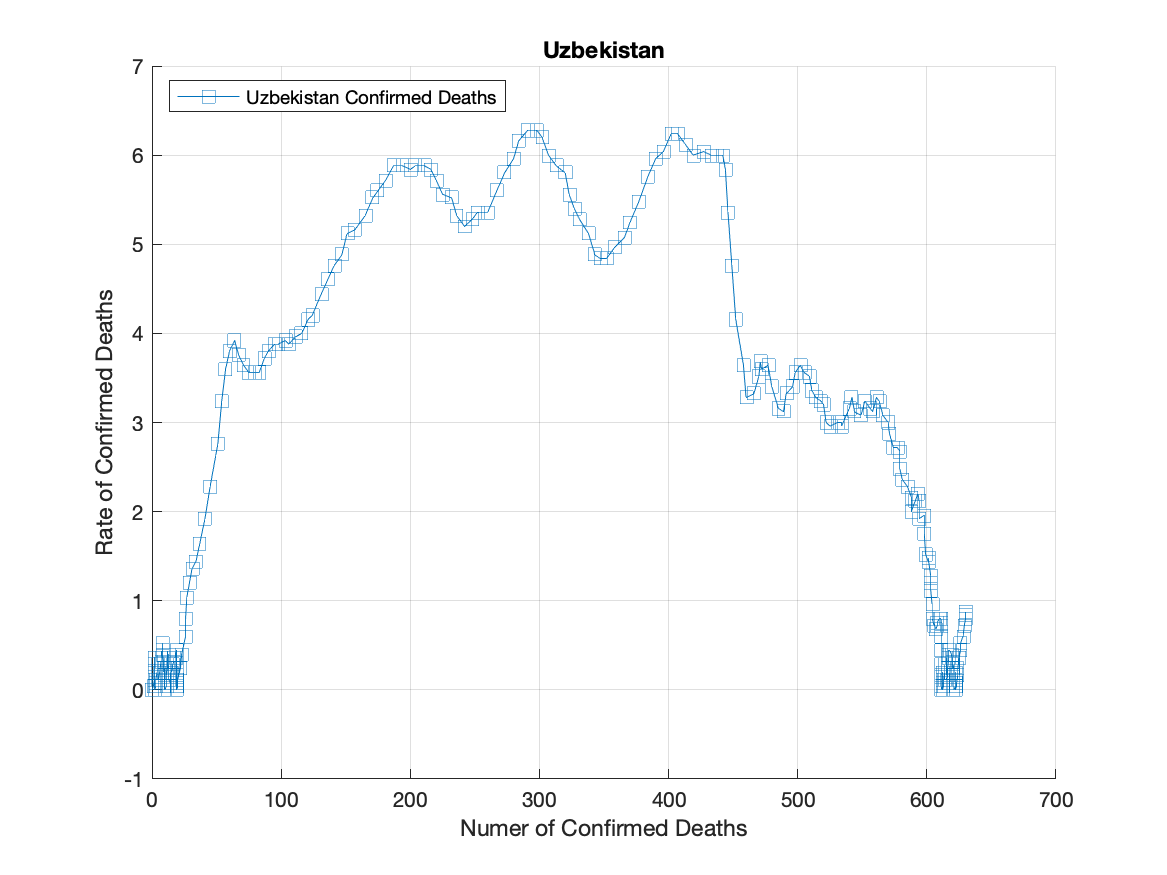 Uzbekistan
Uzbekistan Confirmed Deaths
7
6
5
4
3
2
1
0
-1
Rate of Confirmed Deaths
0 100 200 300 400 500 600 700
Numer of Confirmed Deaths